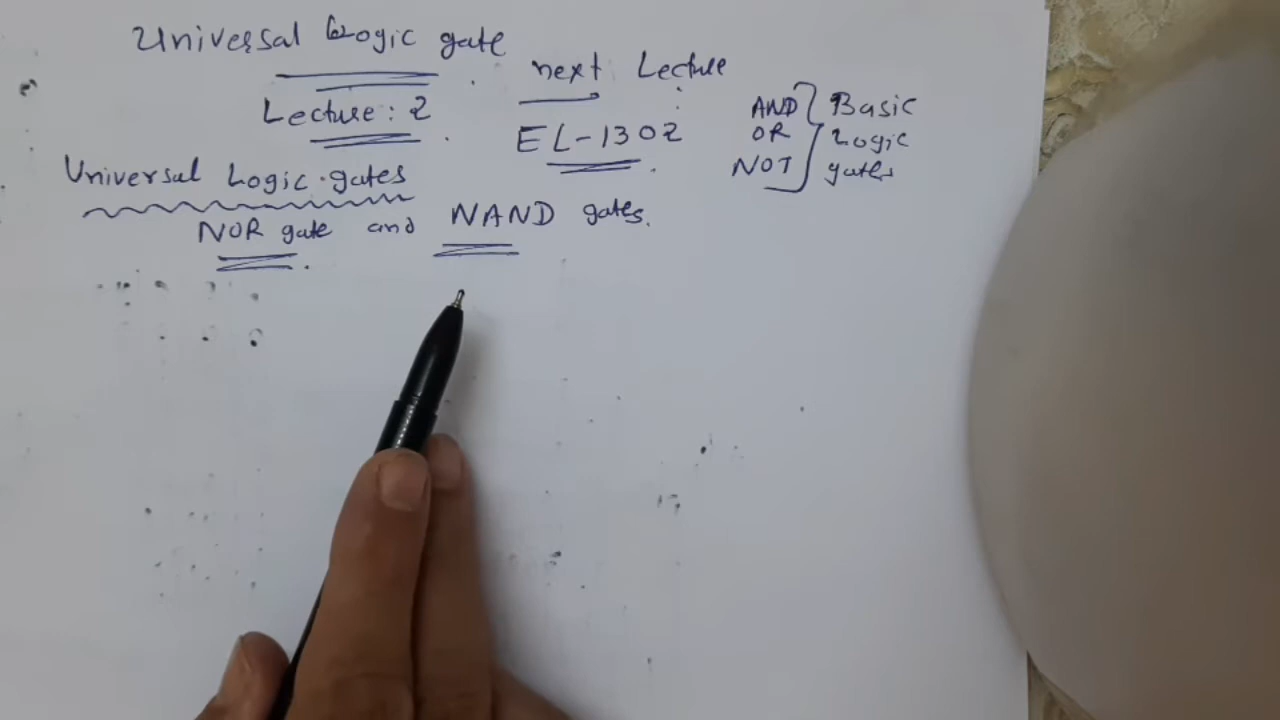 Universal Logic gate
Lecture: 2
next Lecture
EL-1302
AND
OR
NOT
Basic
Logic
gates
Universal Logic gates
NOR gate and NAND gates.